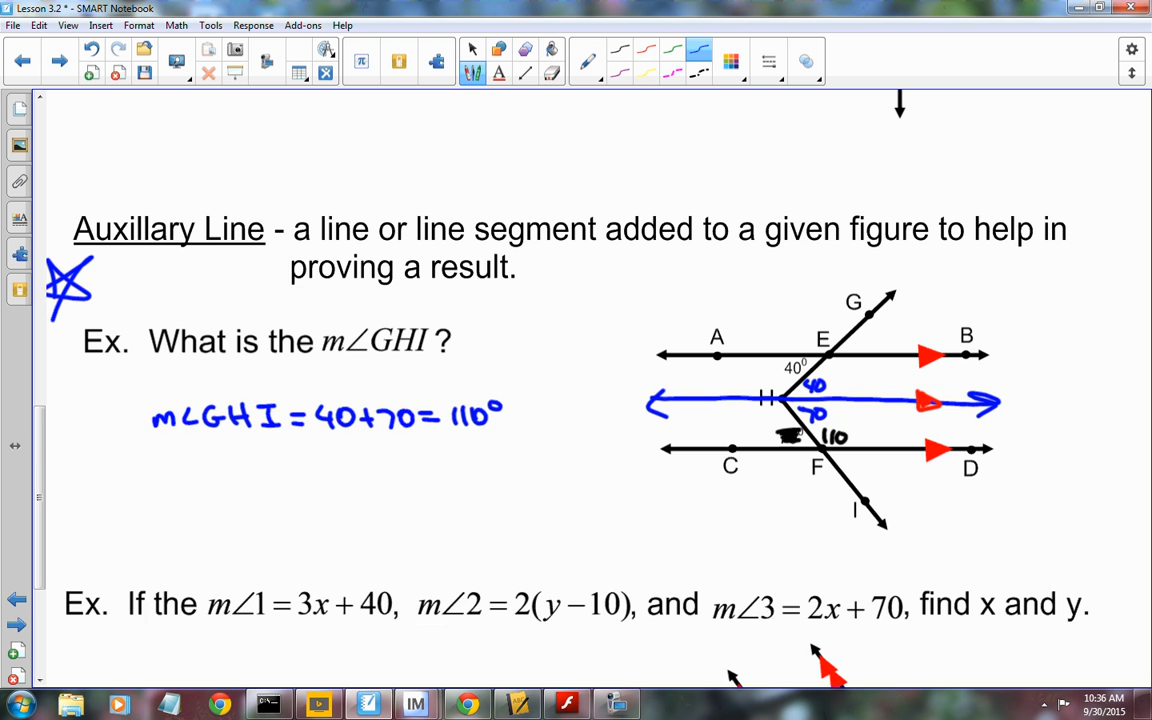 Lesson 3.2 * - SMART Notebook
File Edit View Insert Format Math Tools Response Add-ons Help
Auxillary Line - a line or line segment added to a given figure to help in
proving a result.
Ex. What is the m∠GHI ?
m∠GHI = 40+70 = 110⁰
G
A E B
40⁰
40
H
70
110
C F D
I
Ex. If the m∠1 = 3x + 40, m∠2 = 2(y − 10), and m∠3 = 2x + 70, find x and y.
IM
10:36 AM
9/30/2015